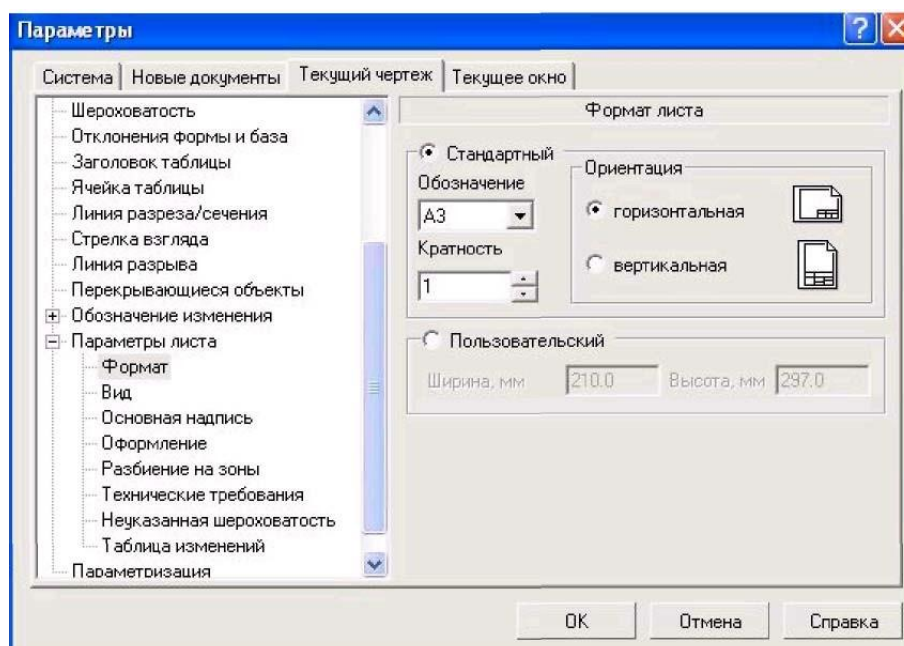 Параметры
Система
Новые документы
Текущий чертеж
Текущее окно
Шероховатость
Отклонения формы и база
Заголовок таблицы
Ячейка таблицы
Линия разреза/сечения
Стрелка взгляда
Линия разрыва
Перекрывающиеся объекты
Обозначение изменения
Параметры листа
Формат
Вид
Основная надпись
Оформление
Разбиение на зоны
Технические требования
Неуказанная шероховатость
Таблица изменений
Параметризация
Формат листа
Стандартный
Обозначение
А3
Кратность
1
Ориентация
горизонтальная
вертикальная
Пользовательский
Ширина, мм 210.0 Высота, мм 297.0
OK
Отмена
Справка